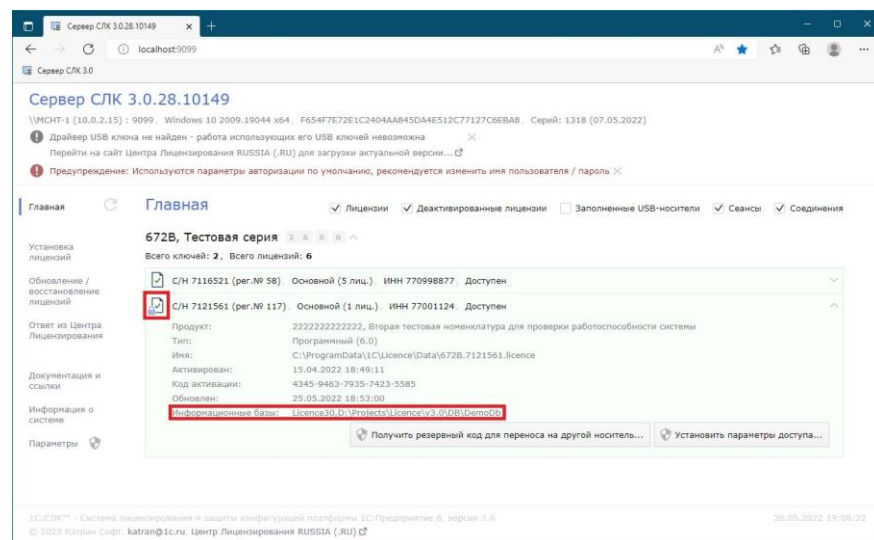 Сервер СЛК 3.0.28.10149
localhost:9099
Сервер СЛК 3.0
Сервер СЛК 3.0.28.10149
\\МСНТ-1 (10.0.2.15) : 9099, Windows 10 2009.19044 x64, F654F7E72E1C2404AA845DA4E512C77127C6EBA8, Серий: 1318 (07.05.2022)
Драйвер USB ключа не найден - работа использующих его USB ключей невозможна
Перейти на сайт Центра Лицензирования RUSSIA (.RU) для загрузки актуальной версии...
Предупреждение: Используются параметры авторизации по умолчанию, рекомендуется изменить имя пользователя / пароль
Главная
Установка лицензий
Обновление / восстановление лицензий
Ответ из Центра Лицензирования
Документация и ссылки
Информация о системе
Параметры
Главная
Лицензии Деактивированные лицензии Заполненные USB-носители Сеансы Соединения
672B, Тестовая серия 2 6 0 0
Всего ключей: 2, Всего лицензий: 6
С/Н 7116521 (рег.№ 58), Основной (5 лиц.), ИНН 770998877, Доступен
С/Н 7121561 (рег.№ 117), Основной (1 лиц.), ИНН 77001124, Доступен
Продукт: 2222222222222, Вторая тестовая номенклатура для проверки работоспособности системы
Тип: Программный (6.0)
Имя: C:\ProgramData\1C\Licence\Data\672B.7121561.licence
Активирован: 15.04.2022 18:49:11
Код активации: 4345-9463-7935-7423-5585
Обновлен: 25.05.2022 18:53:00
Информационные базы: Licence30,D:\Projects\Licence\v3.0\DB\DemoDb
Получить резервный код для переноса на другой носитель... Установить параметры доступа...
1С:СЛК™ - Система лицензирования и защиты конфигураций платформы 1С:Предприятие 8, версия 3.0 26.05.2022 19:06:32
© 2022 Катран Софт. katran@1c.ru, Центр Лицензирования RUSSIA (.RU)